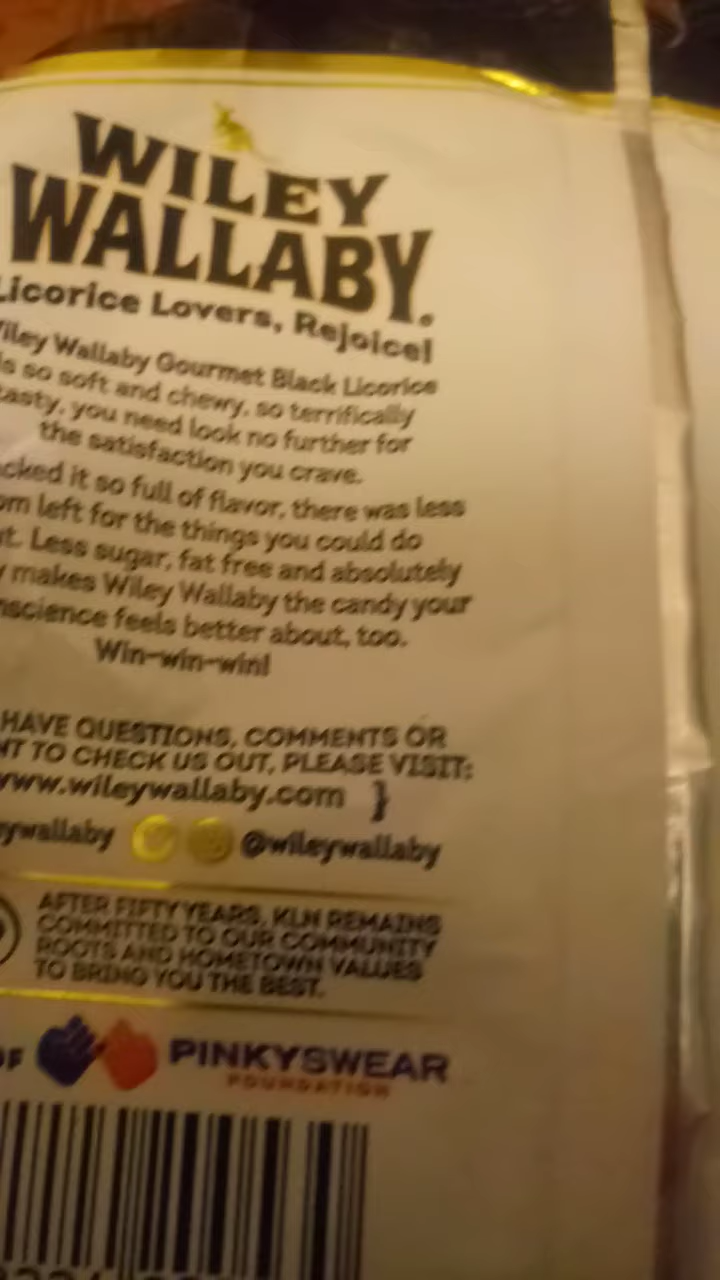 WILEY
WALLABY.
Licorice Lovers, Rejoice!
Wiley Wallaby Gourmet Black Licorice
is so soft and chewy, so terrifically
tasty, you need look no further for
the satisfaction you crave.
cked it so full of flavor, there was less
om left for the things you could do
t. Less sugar, fat free and absolutely
y makes Wiley Wallaby the candy your
nscience feels better about, too.
Win-win-win!
HAVE QUESTIONS, COMMENTS OR
NT TO CHECK US OUT, PLEASE VISIT:
www.wileywallaby.com }
eywallaby @wileywallaby
AFTER FIFTY YEARS, KLN REMAINS
COMMITTED TO OUR COMMUNITY
ROOTS AND HOMETOWN VALUES
TO BRING YOU THE BEST.
OF PINKYSWEAR
FOUNDATION